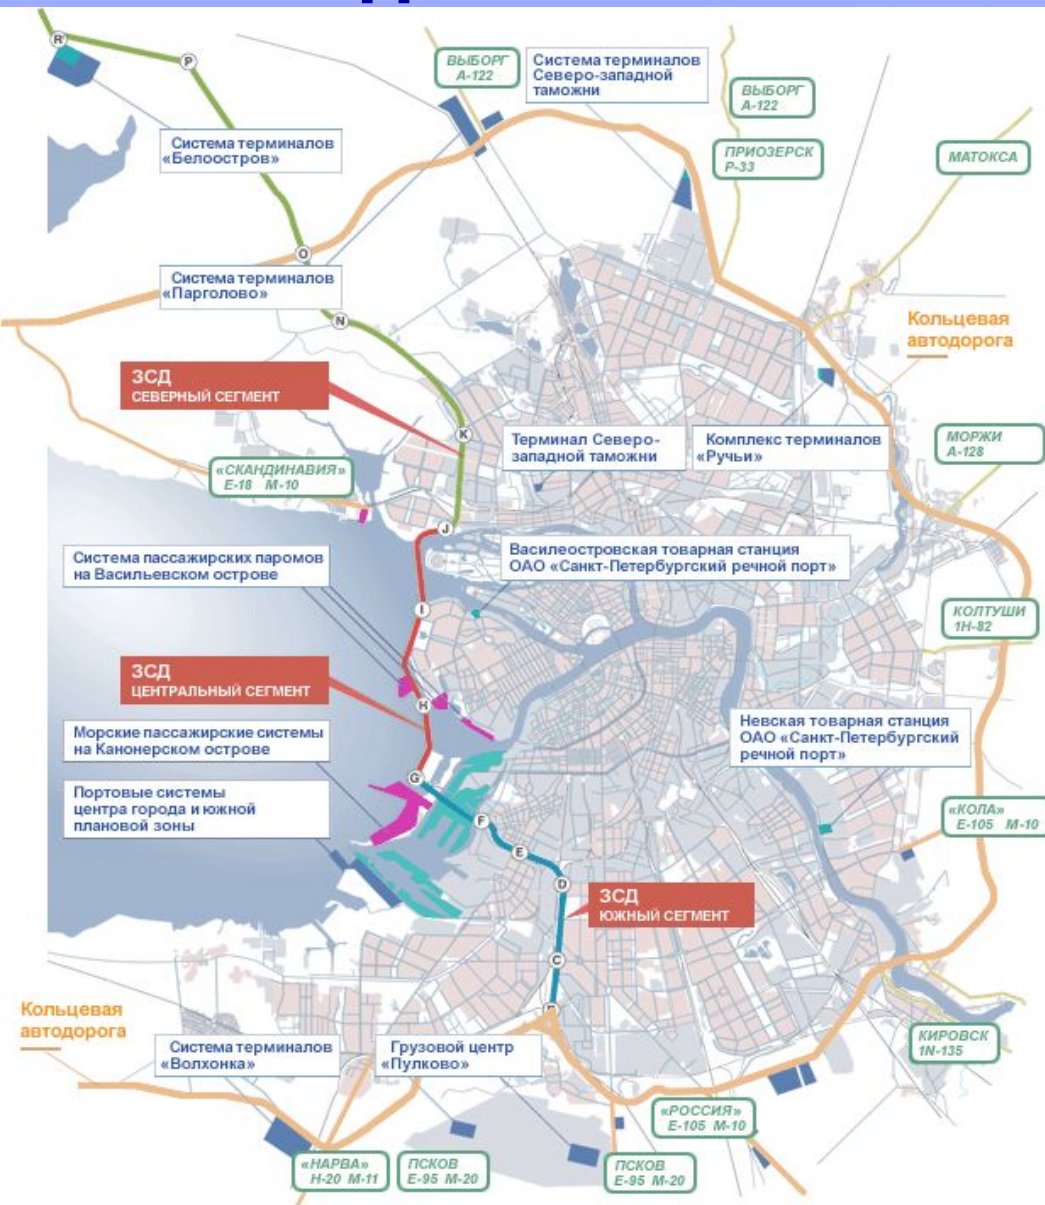 R
P
ВЫБОРГ
А-122
Система терминалов
Северо-западной
таможни
ВЫБОРГ
А-122
Система терминалов
«Белоостров»
ПРИОЗЕРСК
Р-33
МАТОКСА
O
Система терминалов
«Парголово»
N
Кольцевая
автодорога
ЗСД
СЕВЕРНЫЙ СЕГМЕНТ
K
Терминал Северо-
западной таможни
Комплекс терминалов
«Ручьи»
МОРЖИ
А-128
«СКАНДИНАВИЯ»
Е-18 М-10
J
Система пассажирских паромов
на Васильевском острове
Василеостровская товарная станция
ОАО «Санкт-Петербургский речной порт»
I
КОЛТУШИ
1Н-82
ЗСД
ЦЕНТРАЛЬНЫЙ СЕГМЕНТ
H
Морские пассажирские системы
на Канонерском острове
Невская товарная станция
ОАО «Санкт-Петербургский
речной порт»
G
Портовые системы
центра города и южной
плановой зоны
F
«КОЛА»
Е-105 М-10
E
D
ЗСД
ЮЖНЫЙ СЕГМЕНТ
C
Кольцевая
автодорога
Система терминалов
«Волхонка»
Грузовой центр
«Пулково»
КИРОВСК
1N-135
«РОССИЯ»
Е-105 М-10
«НАРВА»
Н-20 М-11
ПСКОВ
Е-95 М-20
ПСКОВ
Е-95 М-20